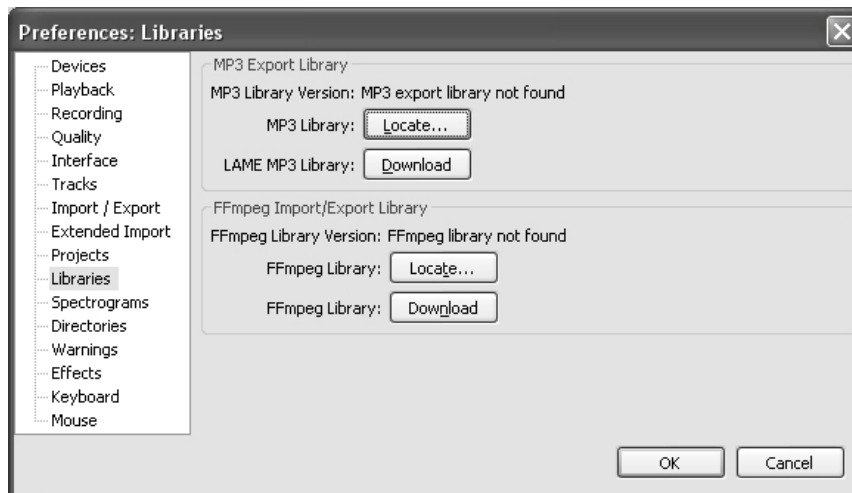 Preferences: Libraries
Devices
Playback
Recording
Quality
Interface
Tracks
Import / Export
Extended Import
Projects
Libraries
Spectrograms
Directories
Warnings
Effects
Keyboard
Mouse
MP3 Export Library
MP3 Library Version: MP3 export library not found
MP3 Library: Locate...
LAME MP3 Library: Download
FFmpeg Import/Export Library
FFmpeg Library Version: FFmpeg library not found
FFmpeg Library: Locate...
FFmpeg Library: Download
OK Cancel